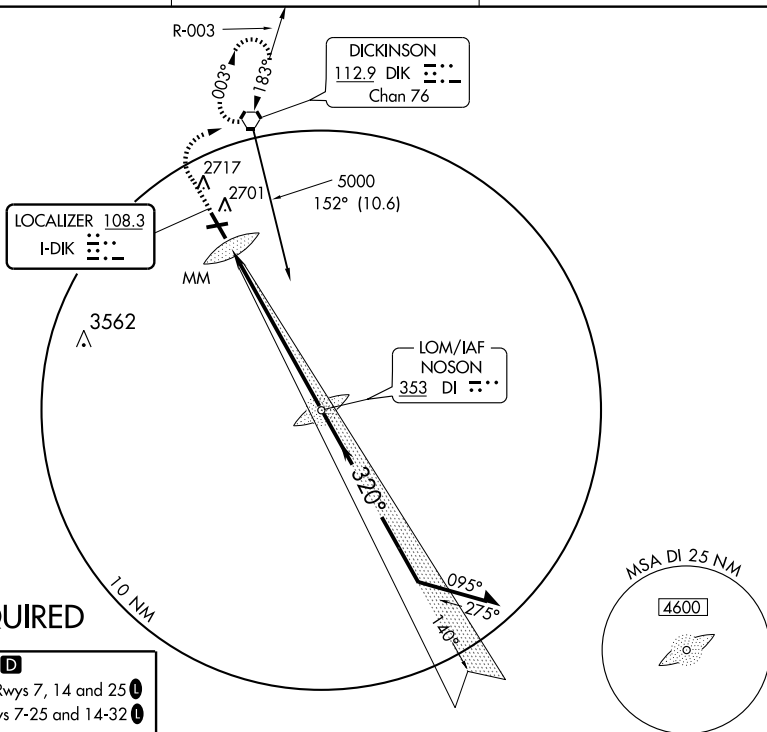 R-003
003°
183°
DICKINSON
112.9 DIK
Chan 76
2717
2701
5000
152° (10.6)
LOCALIZER 108.3
I-DIK
MM
3562
LOM/IAF
NOSON
353 DI
320°
095°
275°
140°
10 NM
MSA DI 25 NM
4600
D
Rwys 7, 14 and 25 L
7-25 and 14-32 L